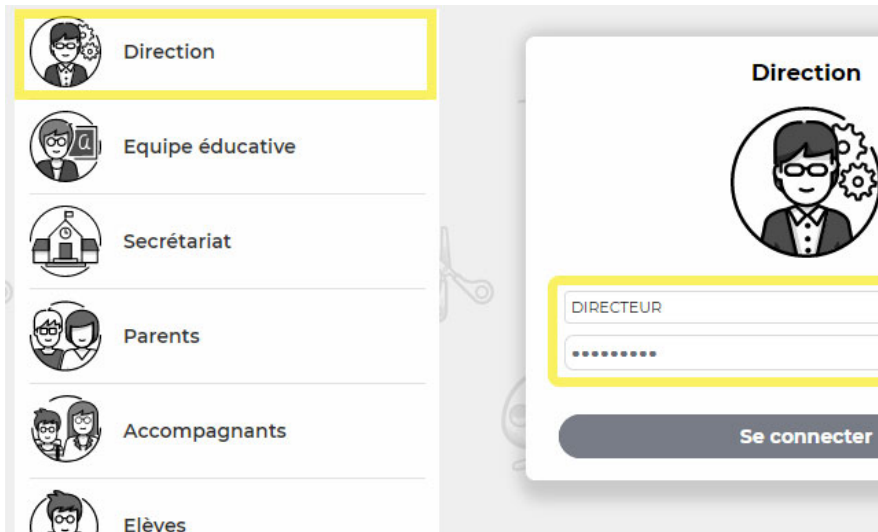 Direction
Equipe éducative
Secrétariat
Parents
Accompagnants
Elèves
Direction
DIRECTEUR
Se connecter